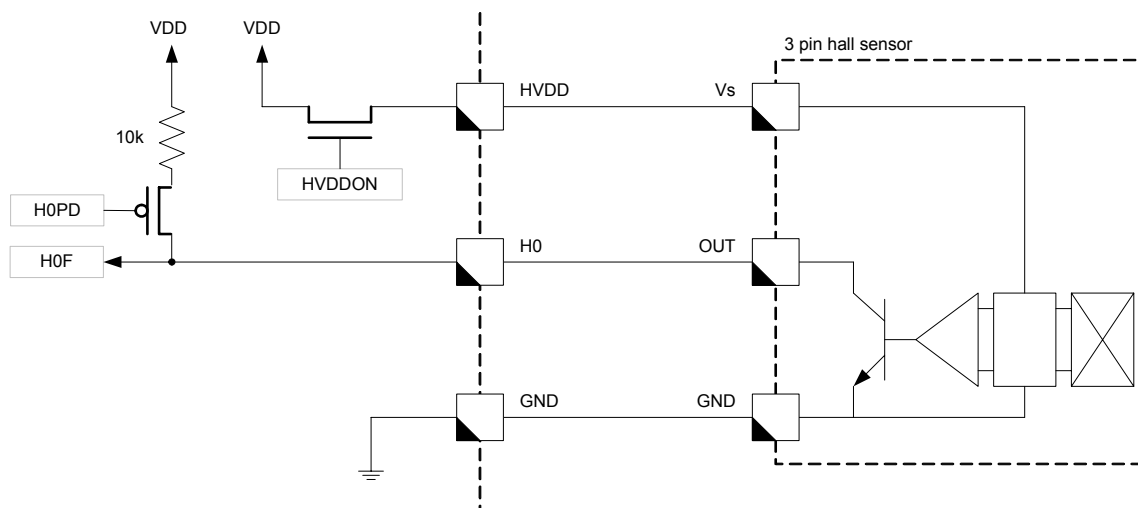 VDD
VDD
3 pin hall sensor
HVDD
Vs
10k
HVDDON
H0PD
H0
OUT
H0F
GND
GND